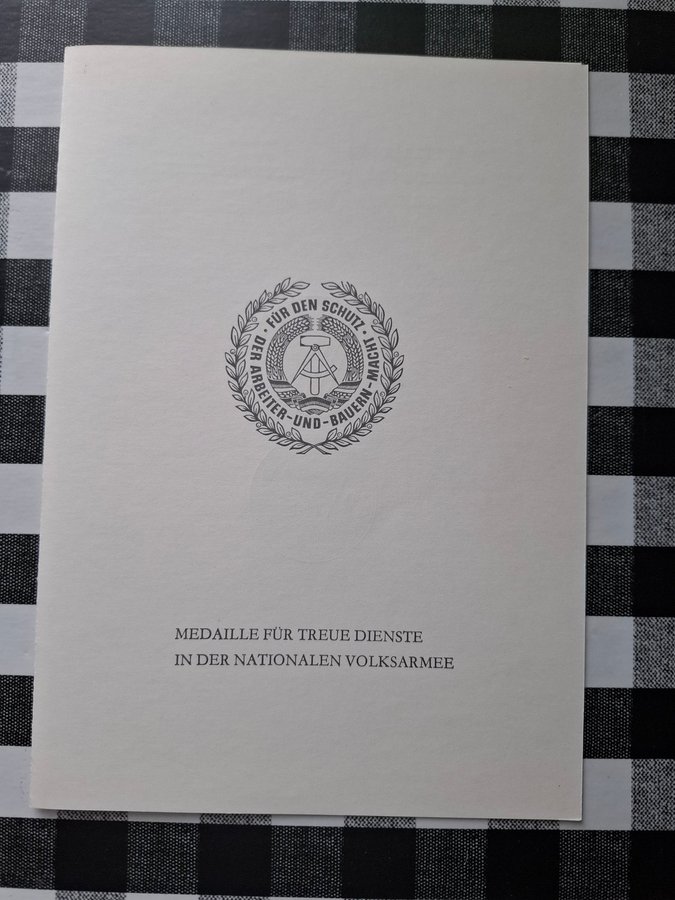 • FÜR DEN SCHUTZ •
DER ARBEITER-UND-BAUERN-MACHT
MEDAILLE FÜR TREUE DIENSTE
IN DER NATIONALEN VOLKSARMEE